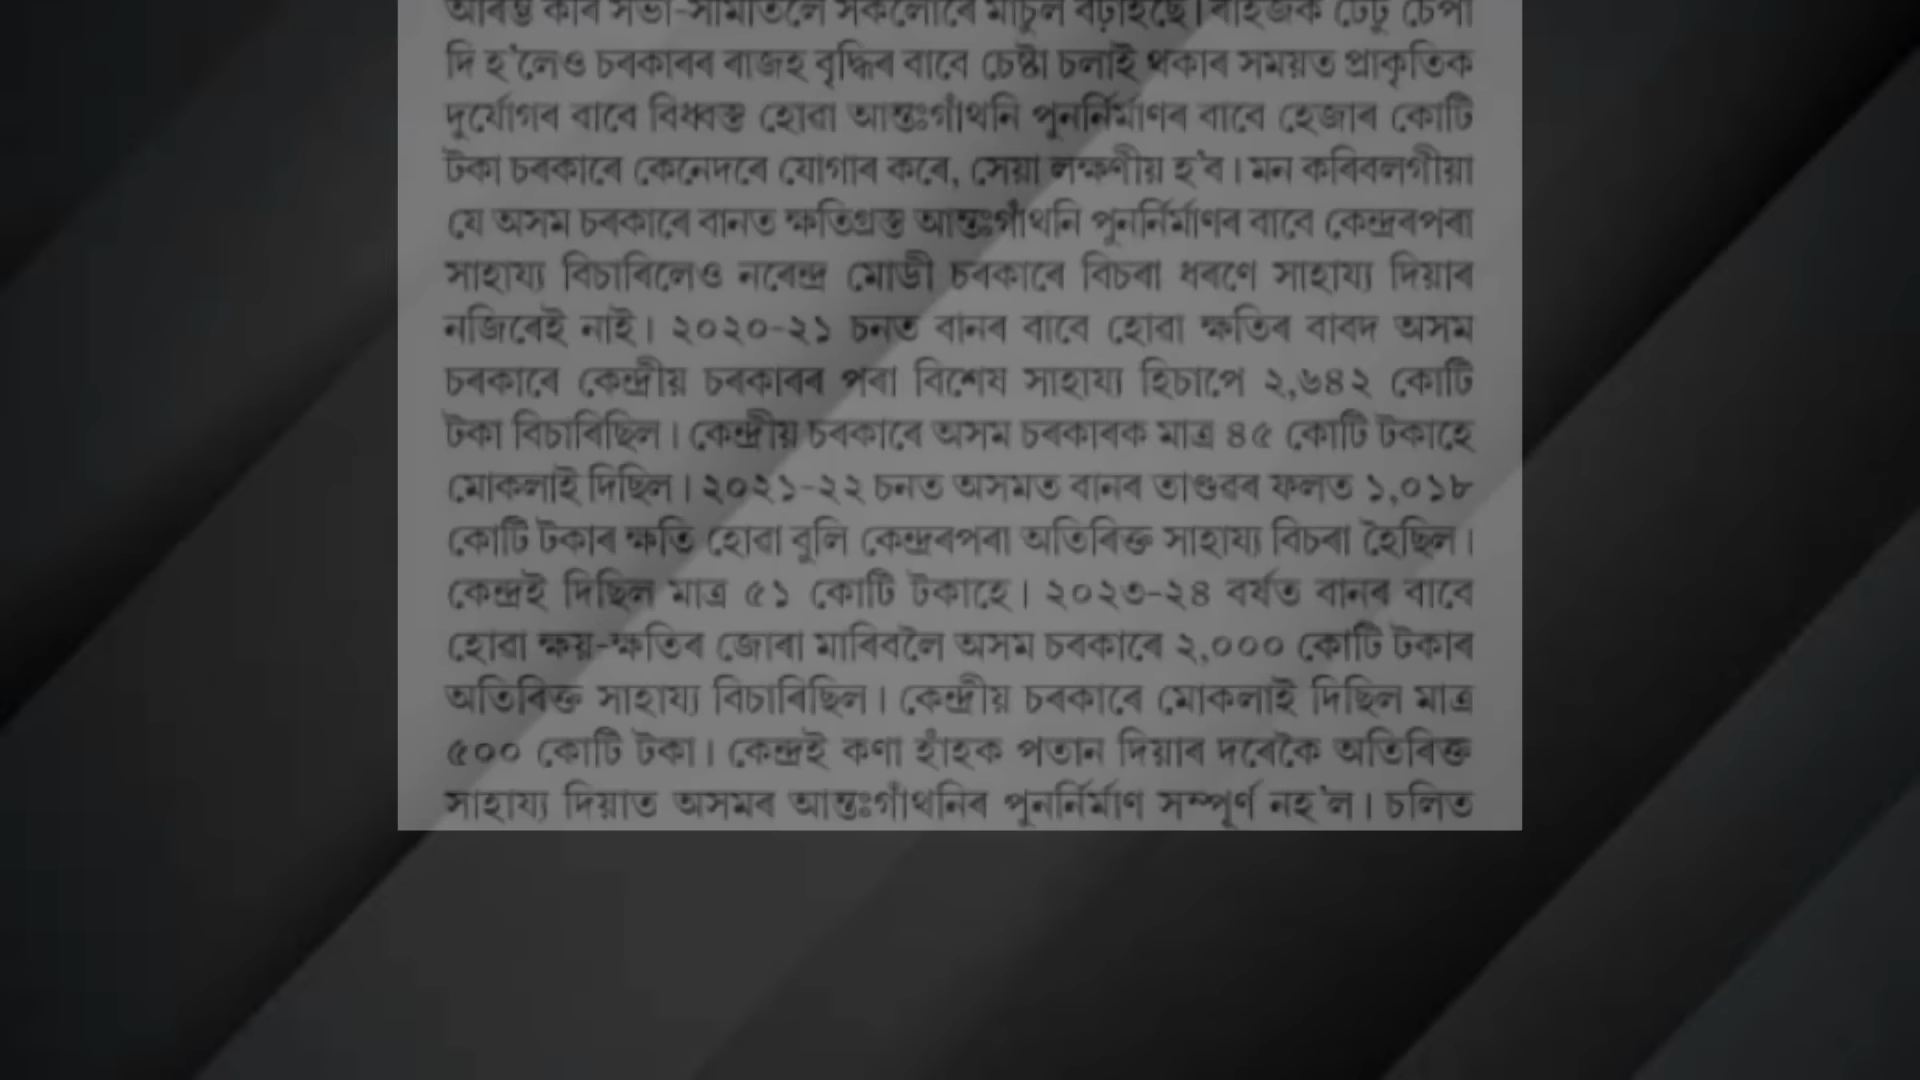 আৰম্ভ কৰি সভা-সমিতিলৈ সকলোৰে মাচুল বঢ়াইছে। ৰাইজক টেঁটু চেপা
দি হ'লেও চৰকাৰৰ ৰাজহ বৃদ্ধিৰ বাবে চেষ্টা চলাই থকাৰ সময়ত প্ৰাকৃতিক
দুৰ্যোগৰ বাবে বিধ্বস্ত হোৱা আন্তঃগাঁথনি পুনৰ্নিৰ্মাণৰ বাবে হেজাৰ কোটি
টকা চৰকাৰে কেনেদৰে যোগাৰ কৰে, সেয়া লক্ষণীয় হ'ব। মন কৰিবলগীয়া
যে অসম চৰকাৰে বানত ক্ষতিগ্ৰস্ত আন্তঃগাঁথনি পুনৰ্নিৰ্মাণৰ বাবে কেন্দ্ৰৰপৰা
সাহায্য বিচাৰিলেও নৰেন্দ্ৰ মোডী চৰকাৰে বিচৰা ধৰণে সাহায্য দিয়াৰ
নজিৰেই নাই। ২০২০-২১ চনত বানৰ বাবে হোৱা ক্ষতিৰ বাবদ অসম
চৰকাৰে কেন্দ্ৰীয় চৰকাৰৰ পৰা বিশেষ সাহায্য হিচাপে ২,৬৪২ কোটি
টকা বিচাৰিছিল। কেন্দ্ৰীয় চৰকাৰে অসম চৰকাৰক মাত্ৰ ৪৫ কোটি টকাহে
মোকলাই দিছিল। ২০২১-২২ চনত অসমত বানৰ তাণ্ডৱৰ ফলত ১,০১৮
কোটি টকাৰ ক্ষতি হোৱা বুলি কেন্দ্ৰৰপৰা অতিৰিক্ত সাহায্য বিচৰা হৈছিল।
কেন্দ্ৰই দিছিল মাত্ৰ ৫১ কোটি টকাহে। ২০২৩-২৪ বৰ্ষত বানৰ বাবে
হোৱা ক্ষয়-ক্ষতিৰ জোৰা মাৰিবলৈ অসম চৰকাৰে ২,০০০ কোটি টকাৰ
অতিৰিক্ত সাহায্য বিচাৰিছিল। কেন্দ্ৰীয় চৰকাৰে মোকলাই দিছিল মাত্ৰ
৫০০ কোটি টকা। কেন্দ্ৰই কণা হাঁহক পতান দিয়াৰ দৰেকৈ অতিৰিক্ত
সাহায্য দিয়াত অসমৰ আন্তঃগাঁথনিৰ পুনৰ্নিৰ্মাণ সম্পূৰ্ণ নহ'ল। চলিত